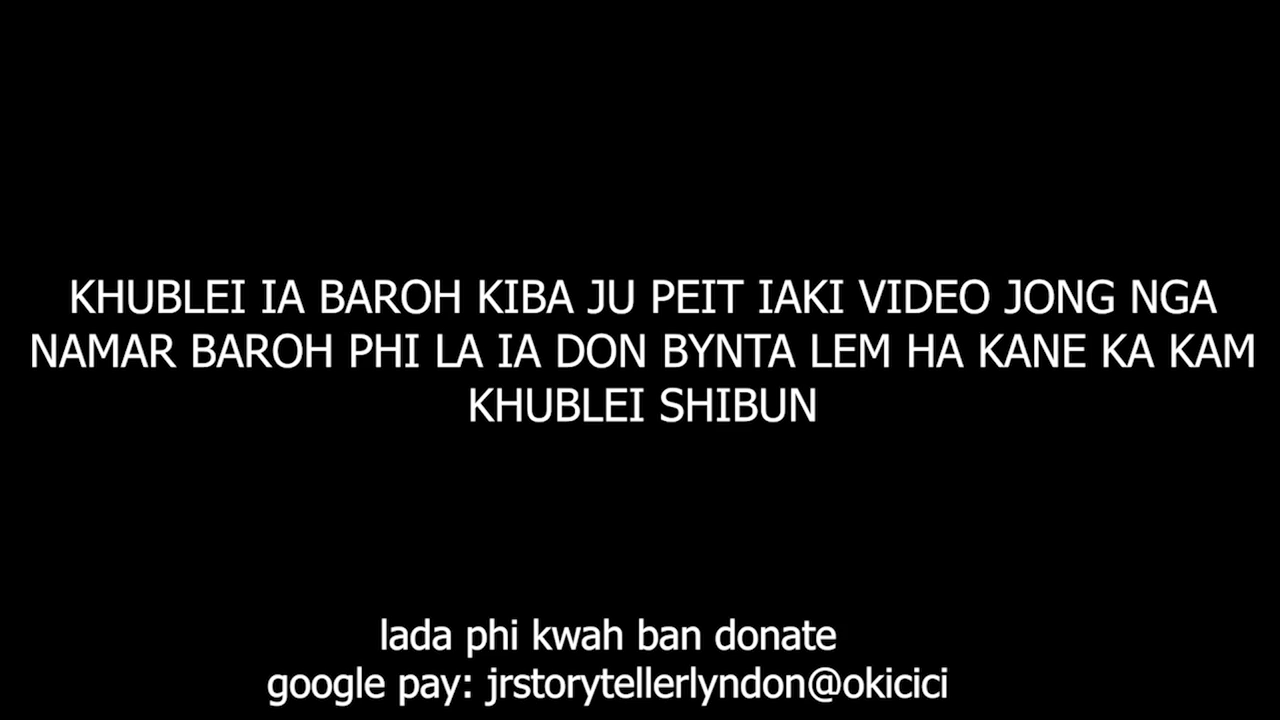 KHUBLEI IA BAROH KIBA JU PEIT IAKI VIDEO JONG NGA
NAMAR BAROH PHI LA IA DON BYNTA LEM HA KANE KA KAM
KHUBLEI SHIBUN
lada phi kwah ban donate
google pay: jrstorytellerlyndon@okicici